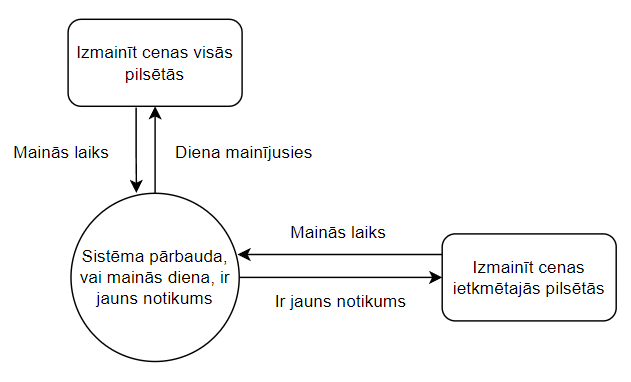 Izmainīt cenas visās
pilsētās
Mainās laiks
Diena mainījusies
Sistēma pārbauda,
vai mainās diena, ir
jauns notikums
Mainās laiks
Ir jauns notikums
Izmainīt cenas
ietkmētajās pilsētās